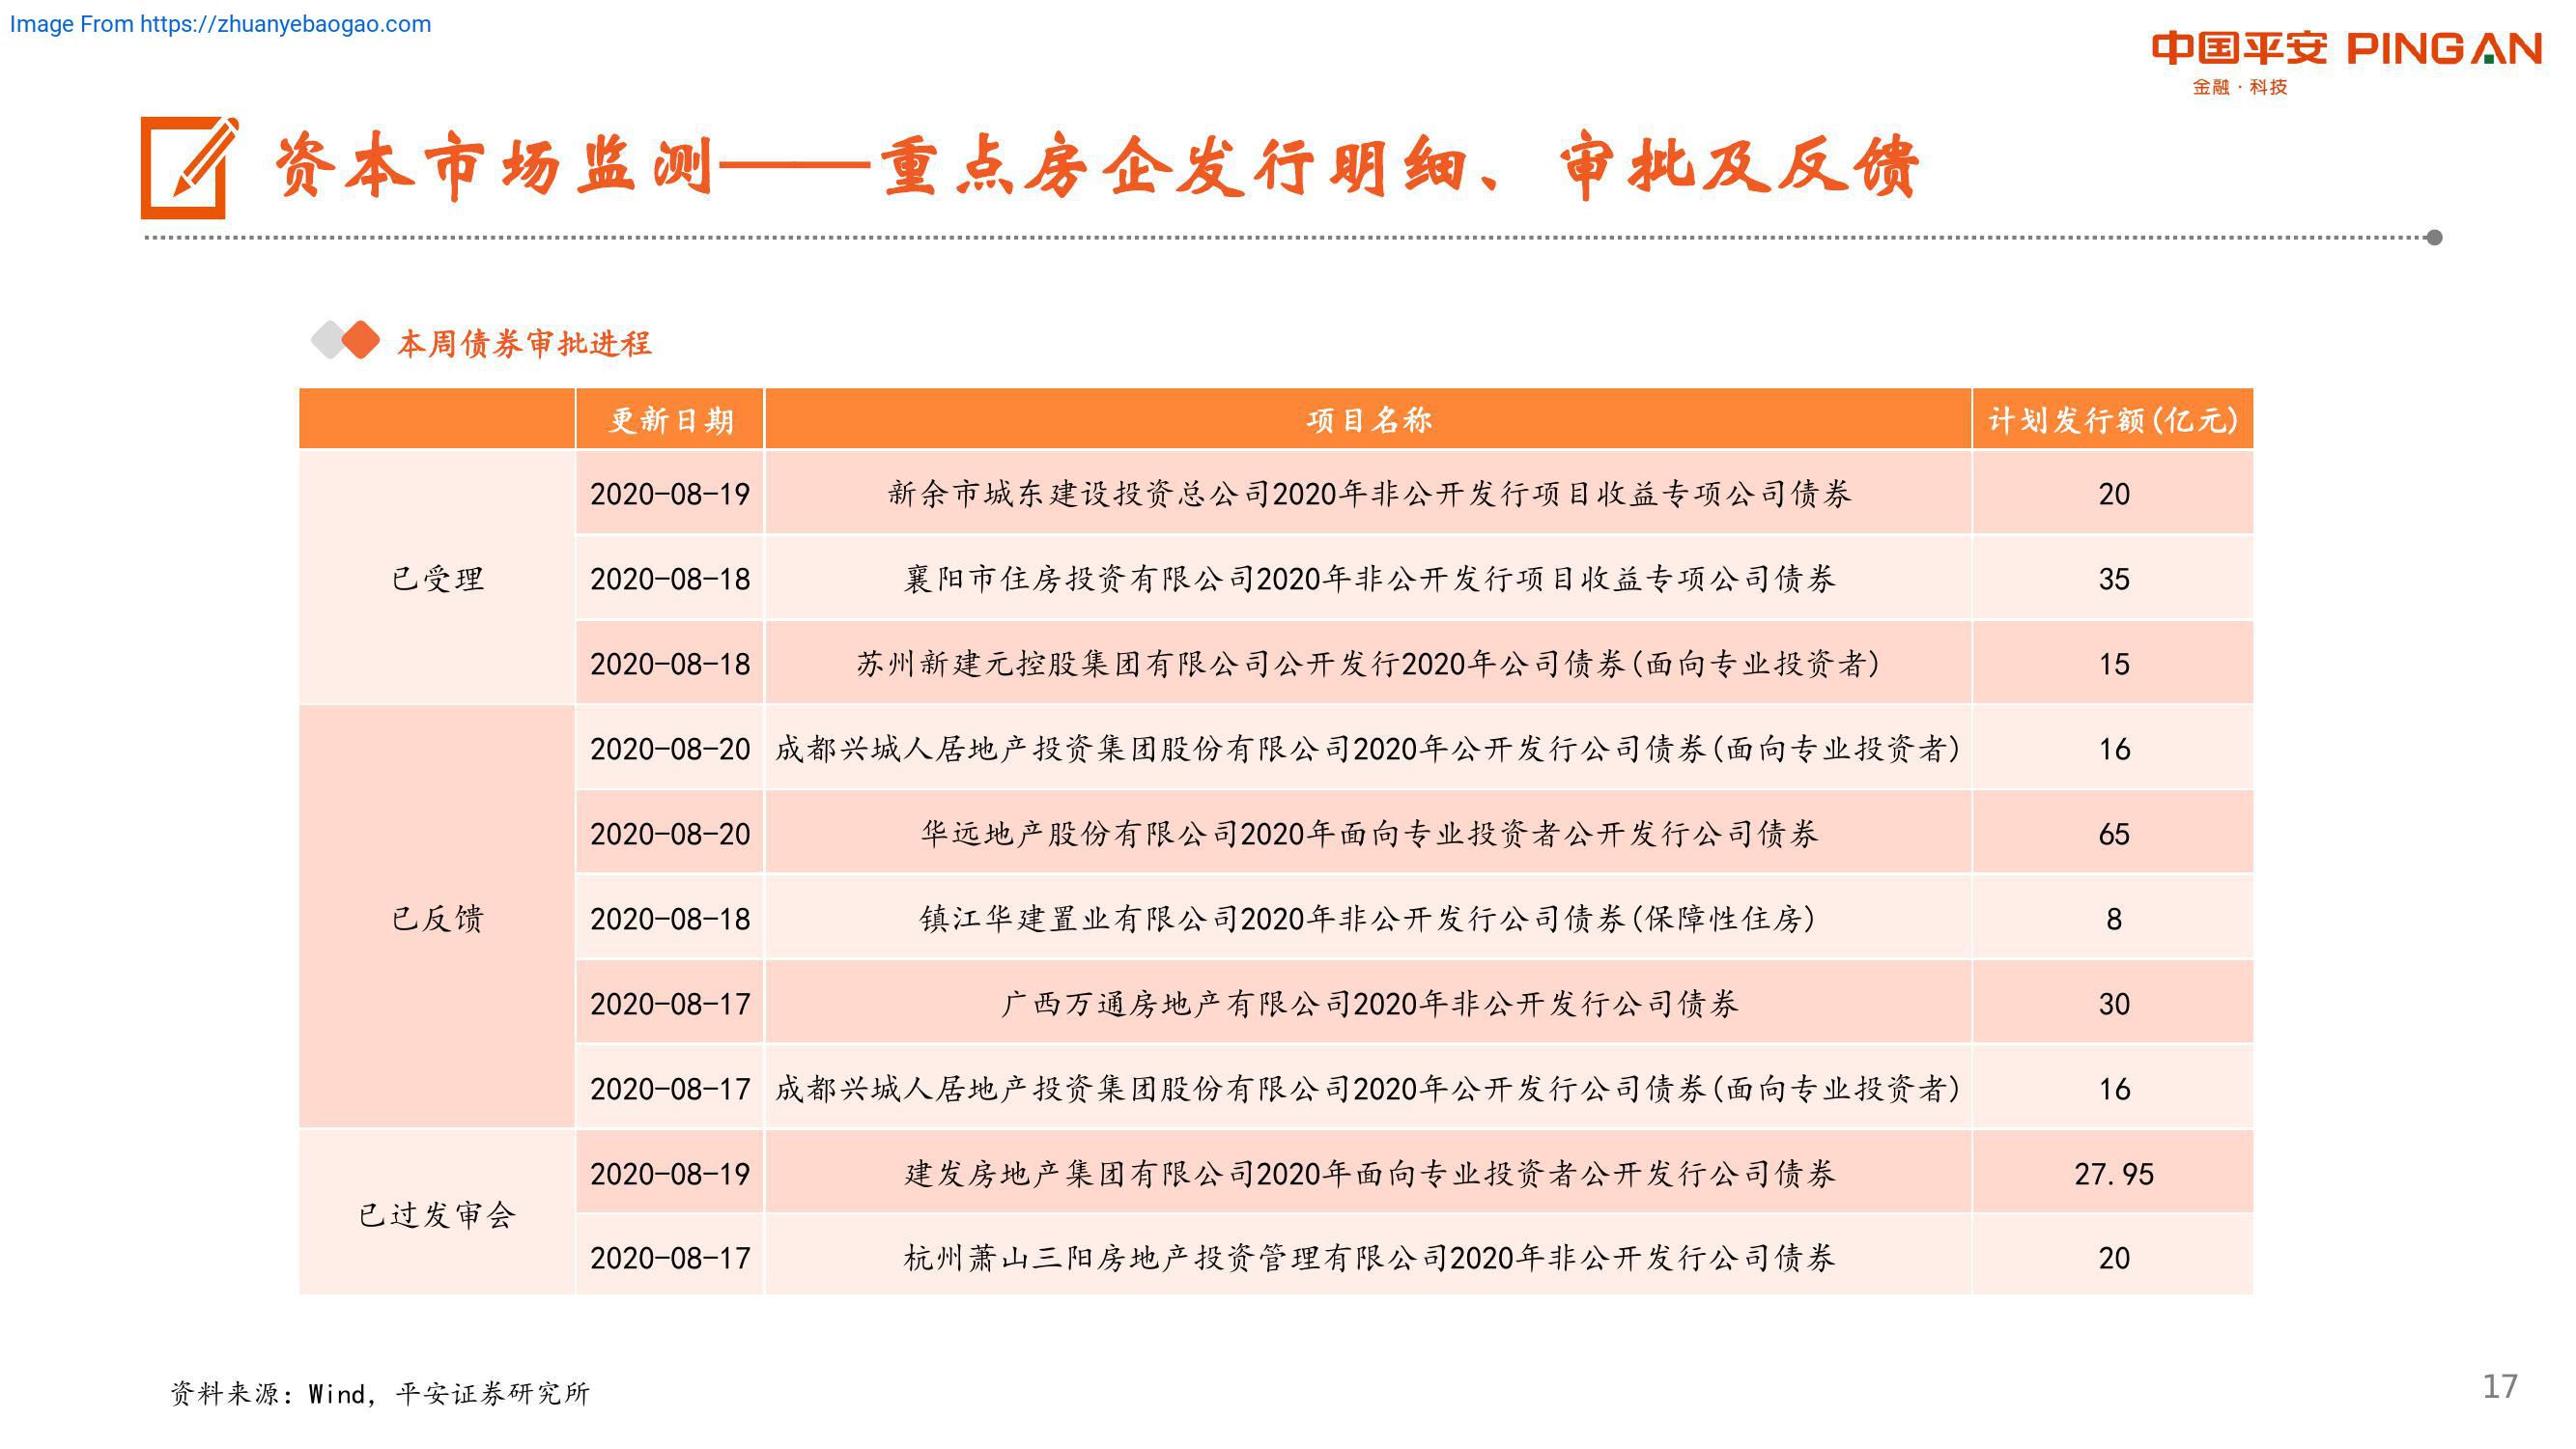 Image From https://zhuanyebaogao.com
中国平安 PINGAN
金融·科技
资本市场监测——重点房企发行明细、审批及反馈
本周债券审批进程
更新日期 项目名称 计划发行额(亿元)
已受理
2020-08-19 新余市城东建设投资总公司2020年非公开发行项目收益专项公司债券 20
2020-08-18 襄阳市住房投资有限公司2020年非公开发行项目收益专项公司债券 35
2020-08-18 苏州新建元控股集团有限公司公开发行2020年公司债券(面向专业投资者) 15
已反馈
2020-08-20 成都兴城人居地产投资集团股份有限公司2020年公开发行公司债券(面向专业投资者) 16
2020-08-20 华远地产股份有限公司2020年面向专业投资者公开发行公司债券 65
2020-08-18 镇江华建置业有限公司2020年非公开发行公司债券(保障性住房) 8
2020-08-17 广西万通房地产有限公司2020年非公开发行公司债券 30
2020-08-17 成都兴城人居地产投资集团股份有限公司2020年公开发行公司债券(面向专业投资者) 16
已过发审会
2020-08-19 建发房地产集团有限公司2020年面向专业投资者公开发行公司债券 27.95
2020-08-17 杭州萧山三阳房地产投资管理有限公司2020年非公开发行公司债券 20
资料来源：Wind，平安证券研究所
17